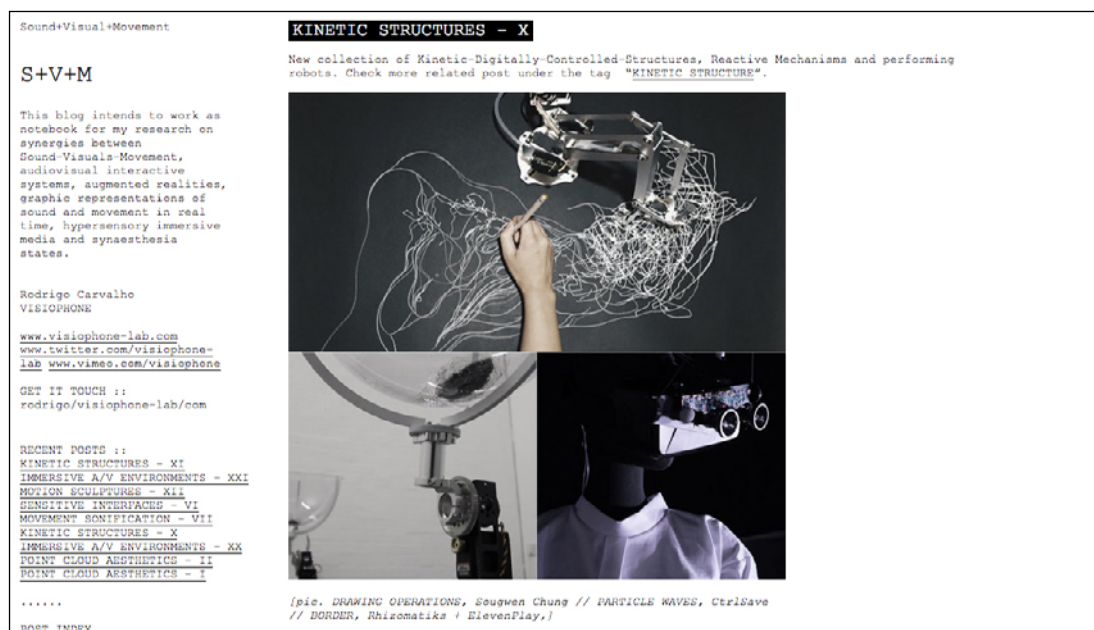 Sound+Visual+Movement
S+V+M
This blog intends to work as
notebook for my research on
synergies between
Sound-Visuals-Movement,
audiovisual interactive
systems, augmented realities,
graphic representations of
sound and movement in real
time, hypersensory immersive
media and synaesthesia
states.
Rodrigo Carvalho
VISIOPHONE
www.visiophone-lab.com
www.twitter.com/visiophone-
lab www.vimeo.com/visiophone
GET IT TOUCH ::
rodrigo/visiophone-lab/com
RECENT POSTS ::
KINETIC STRUCTURES - XI
IMMERSIVE A/V ENVIRONMENTS - XXI
MOTION SCULPTURES - XII
SENSITIVE INTERFACES - VI
MOVEMENT SONIFICATION - VII
KINETIC STRUCTURES - X
IMMERSIVE A/V ENVIRONMENTS - XX
POINT CLOUD AESTHETICS - II
POINT CLOUD AESTHETICS - I
......
POST INDEX
KINETIC STRUCTURES - X
New collection of Kinetic-Digitally-Controlled-Structures, Reactive Mechanisms and performing
robots. Check more related post under the tag "KINETIC STRUCTURE".
[pic. DRAWING OPERATIONS, Sougwen Chung // PARTICLE WAVES, CtrlSave
// DORDER, Rhizomatiks + ElevenPlay,]